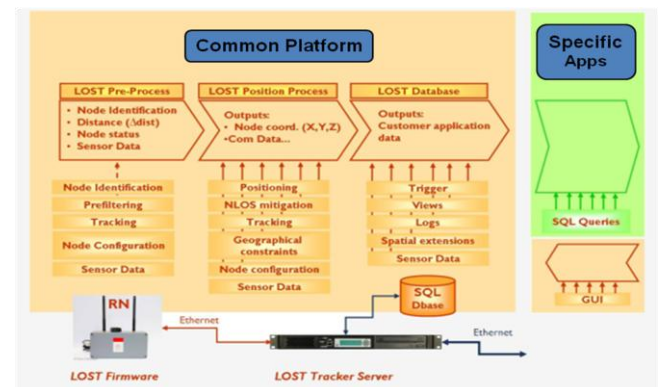 Common Platform
Specific Apps
LOST Pre-Process
• Node Identification
• Distance (Δdist)
• Node status
• Sensor Data
LOST Position Process
Outputs:
• Node coord. (X,Y,Z)
•Com Data...
LOST Database
Outputs:
Customer application
data
Node Identification
Prefiltering
Tracking
Node Configuration
Sensor Data
Positioning
NLOS mitigation
Tracking
Geographical
constraints
Node configuration
Sensor Data
Trigger
Views
Logs
Spatial extensions
Sensor Data
SQL Queries
GUI
RN
Ethernet
SQL
Dbase
Ethernet
LOST Firmware
LOST Tracker Server